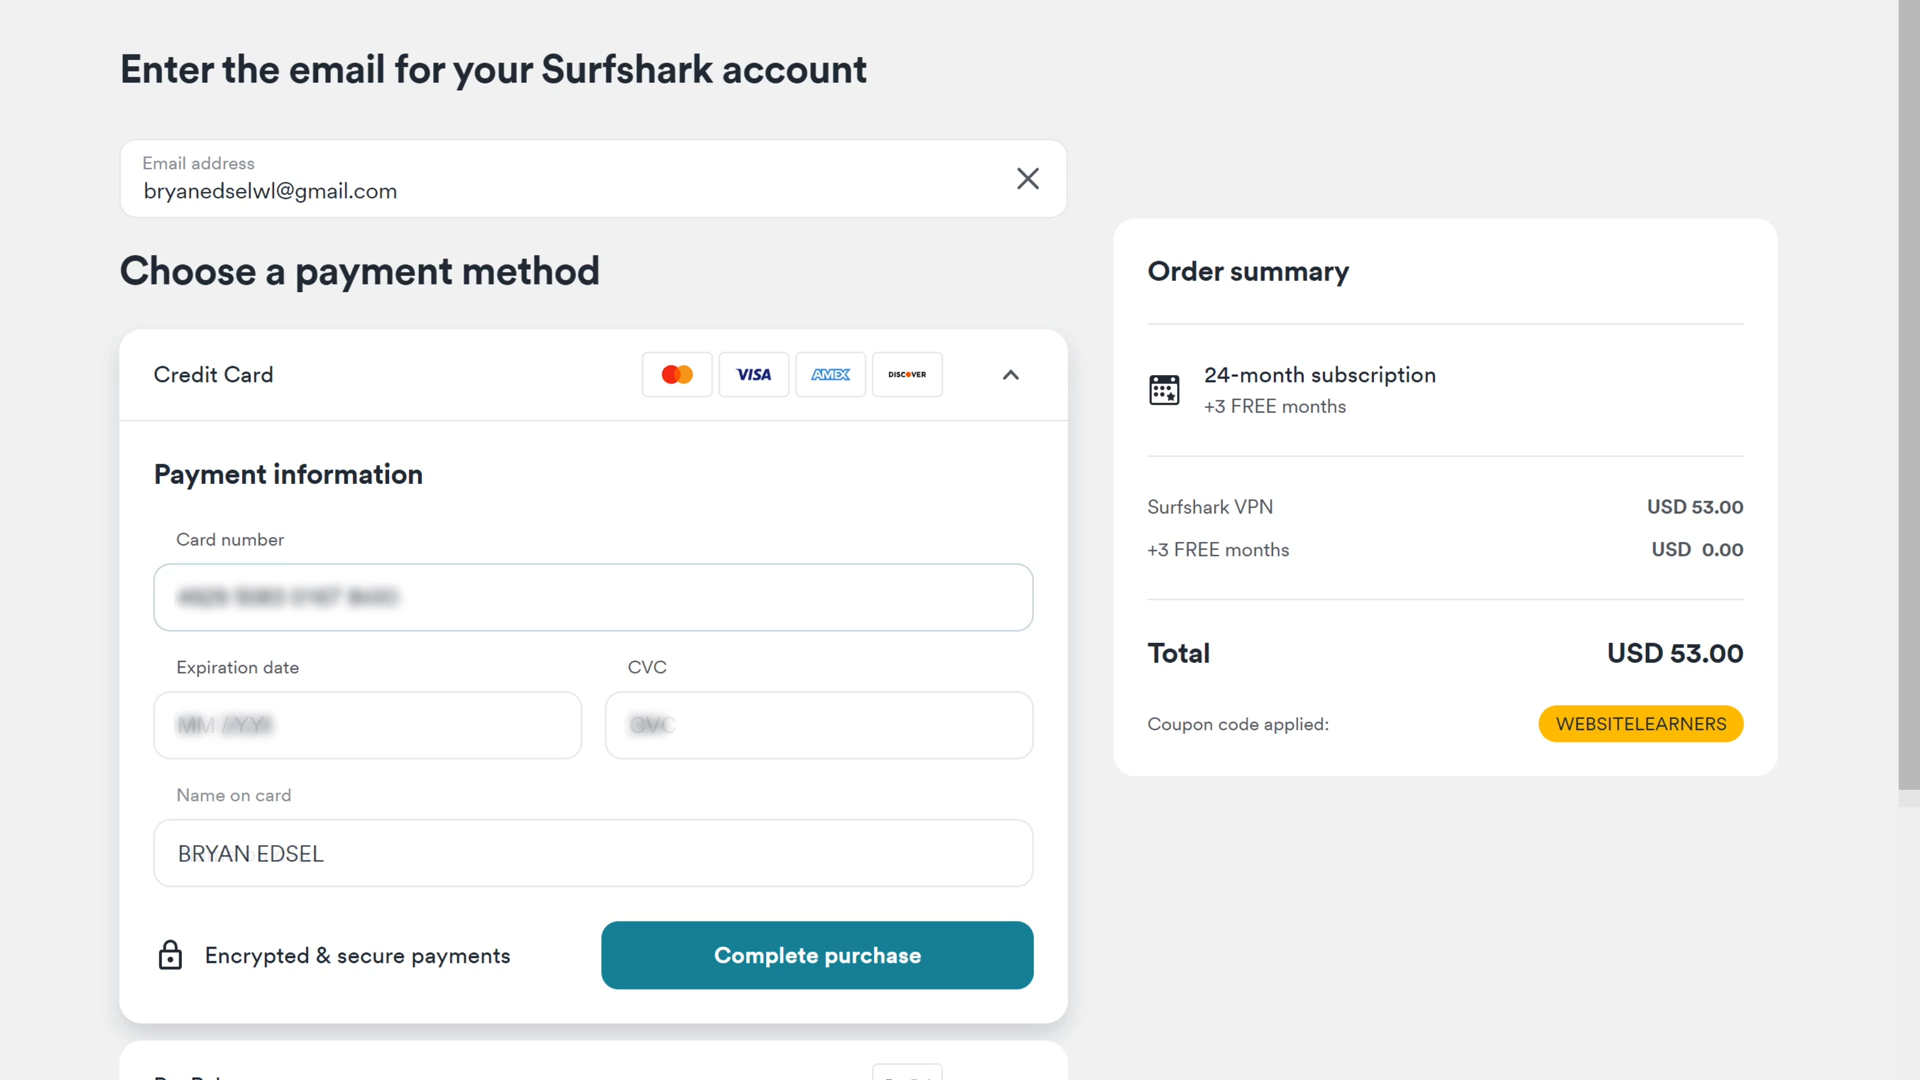 Enter the email for your Surfshark account
Email address
bryanedselwl@gmail.com
Choose a payment method
Credit Card
VISA
AMEX
DISCOVER
Payment information
Card number
Expiration date
CVC
MM / YY
CVC
Name on card
BRYAN EDSEL
Encrypted & secure payments
Complete purchase
Order summary
24-month subscription
+3 FREE months
Surfshark VPN
USD 53.00
+3 FREE months
USD 0.00
Total
USD 53.00
Coupon code applied:
WEBSITELEARNERS